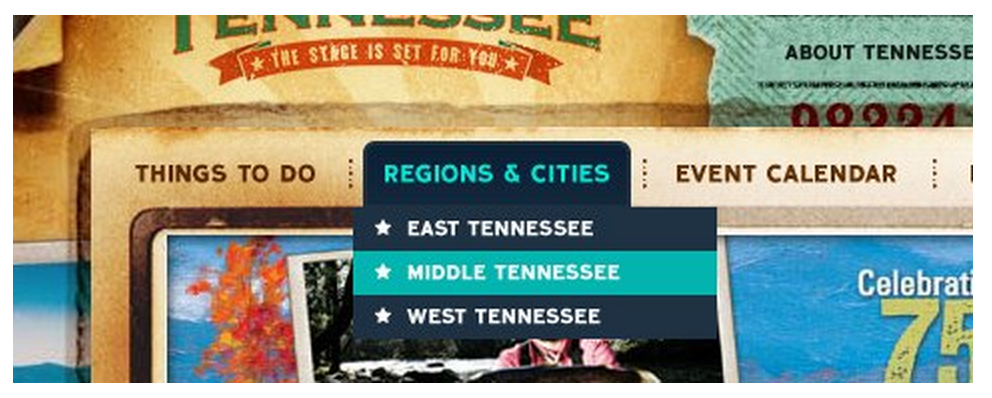 TENNESSEE
THE STAGE IS SET FOR YOU
ABOUT TENNESSE
THINGS TO DO
REGIONS & CITIES
EVENT CALENDAR
EAST TENNESSEE
MIDDLE TENNESSEE
WEST TENNESSEE
Celebrati
75